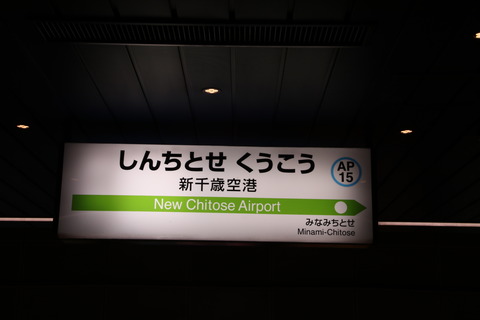 しんちとせ くうこう
新千歳空港
AP
15
New Chitose Airport
みなみちとせ
Minami-Chitose